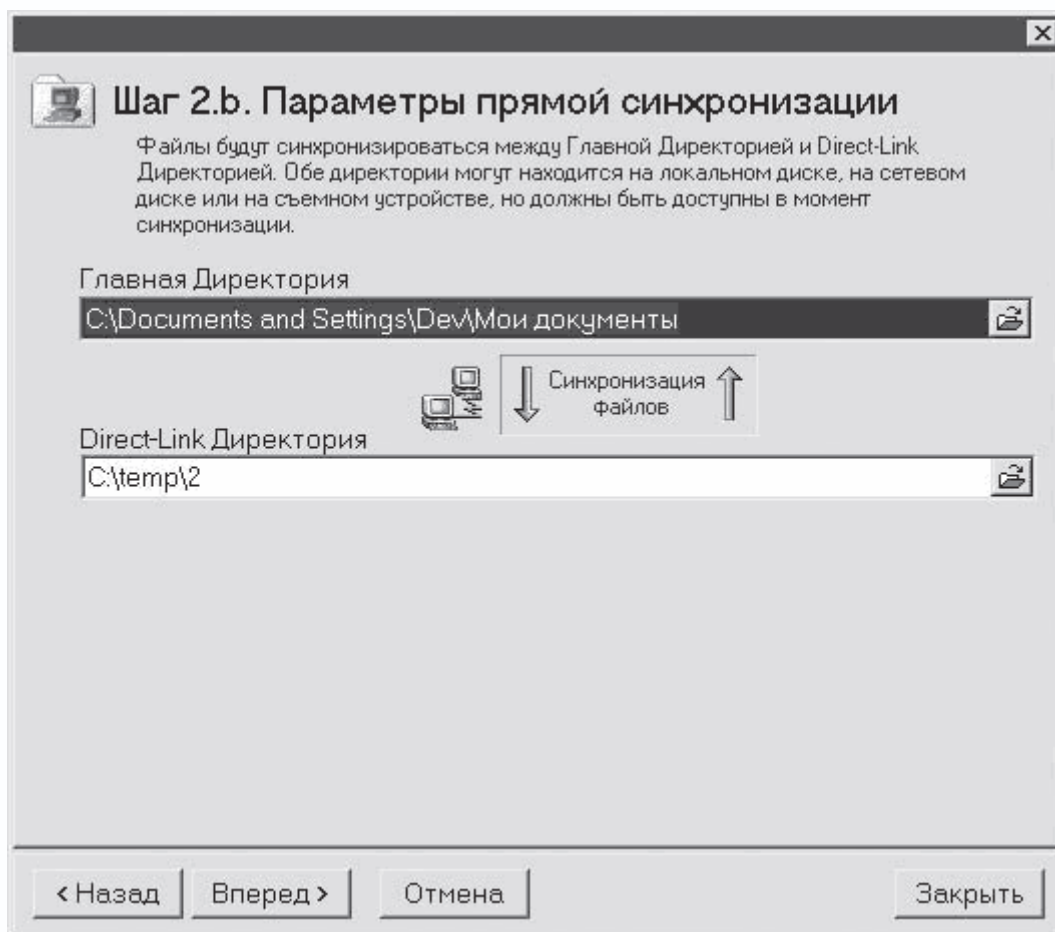 Шаг 2.b. Параметры прямой синхронизации
Файлы будут синхронизироваться между Главной Директорией и Direct-Link
Директорией. Обе директории могут находится на локальном диске, на сетевом
диске или на съемном устройстве, но должны быть доступны в момент
синхронизации.
Главная Директория
C:\Documents and Settings\Dev\Мои документы
Синхронизация
файлов
Direct-Link Директория
C:\temp\2
< Назад
Вперед >
Отмена
Закрыть